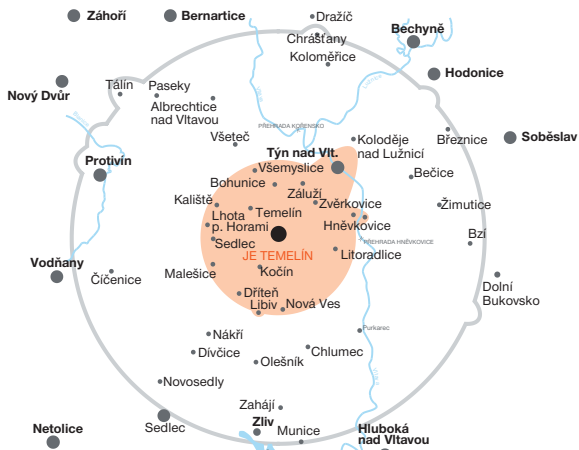 Záhoří
Bernartice
Dražíč
Chrášťany
Bechyně
Koloměřice
Hodonice
Nový Dvůr
Tálín
Paseky
Albrechtice
nad Vltavou
PŘEHRADA KOŘENSKO
Všeteč
Týn nad Vlt.
Koloděje
nad Lužnicí
Březnice
Soběslav
Protivín
Všemyslice
Bohunice
Bečice
Záluží
Kaliště
Zvěrkovice
Žimutice
Lhota
p. Horami
Temelín
Hněvkovice
Bzí
Sedlec
PŘEHRADA HNĚVKOVICE
JE TEMELÍN
Litoradlice
Vodňany
Číčenice
Malešice
Kočín
Dolní
Bukovsko
Dříteň
Libiv
Nová Ves
Purkarec
Nákří
Dívčice
Chlumec
Olešník
Novosedly
Zahájí
Netolice
Sedlec
Zliv
Munice
Hluboká
nad Vltavou